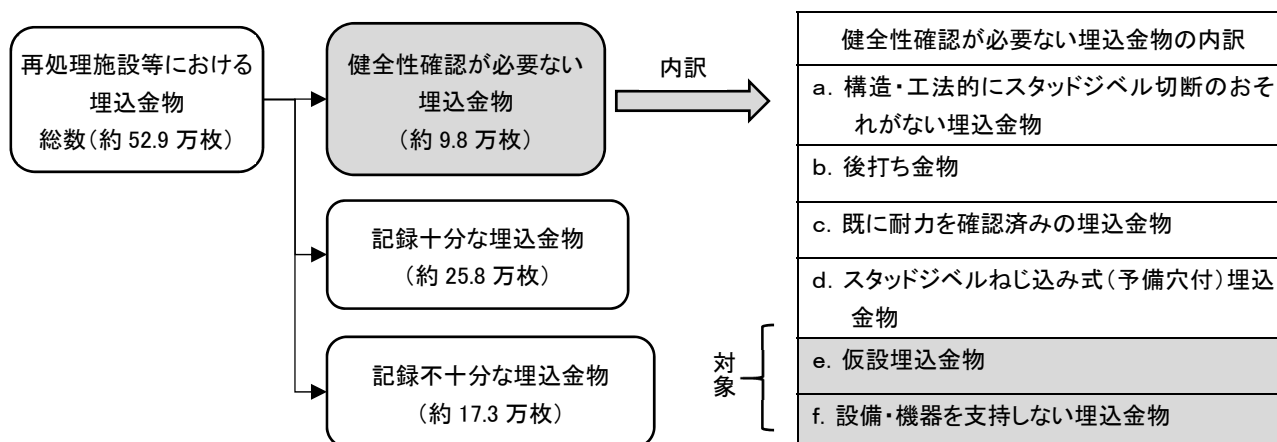 再処理施設等における
埋込金物
総数(約 52.9 万枚)
健全性確認が必要ない
埋込金物
(約 9.8 万枚)
内訳
記録十分な埋込金物
(約 25.8 万枚)
記録不十分な埋込金物
(約 17.3 万枚)
対
象
健全性確認が必要ない埋込金物の内訳
a. 構造・工法的にスタッドジベル切断のおそ
れがない埋込金物
b. 後打ち金物
c. 既に耐力を確認済みの埋込金物
d. スタッドジベルねじ込み式(予備穴付)埋込
金物
e. 仮設埋込金物
f. 設備・機器を支持しない埋込金物